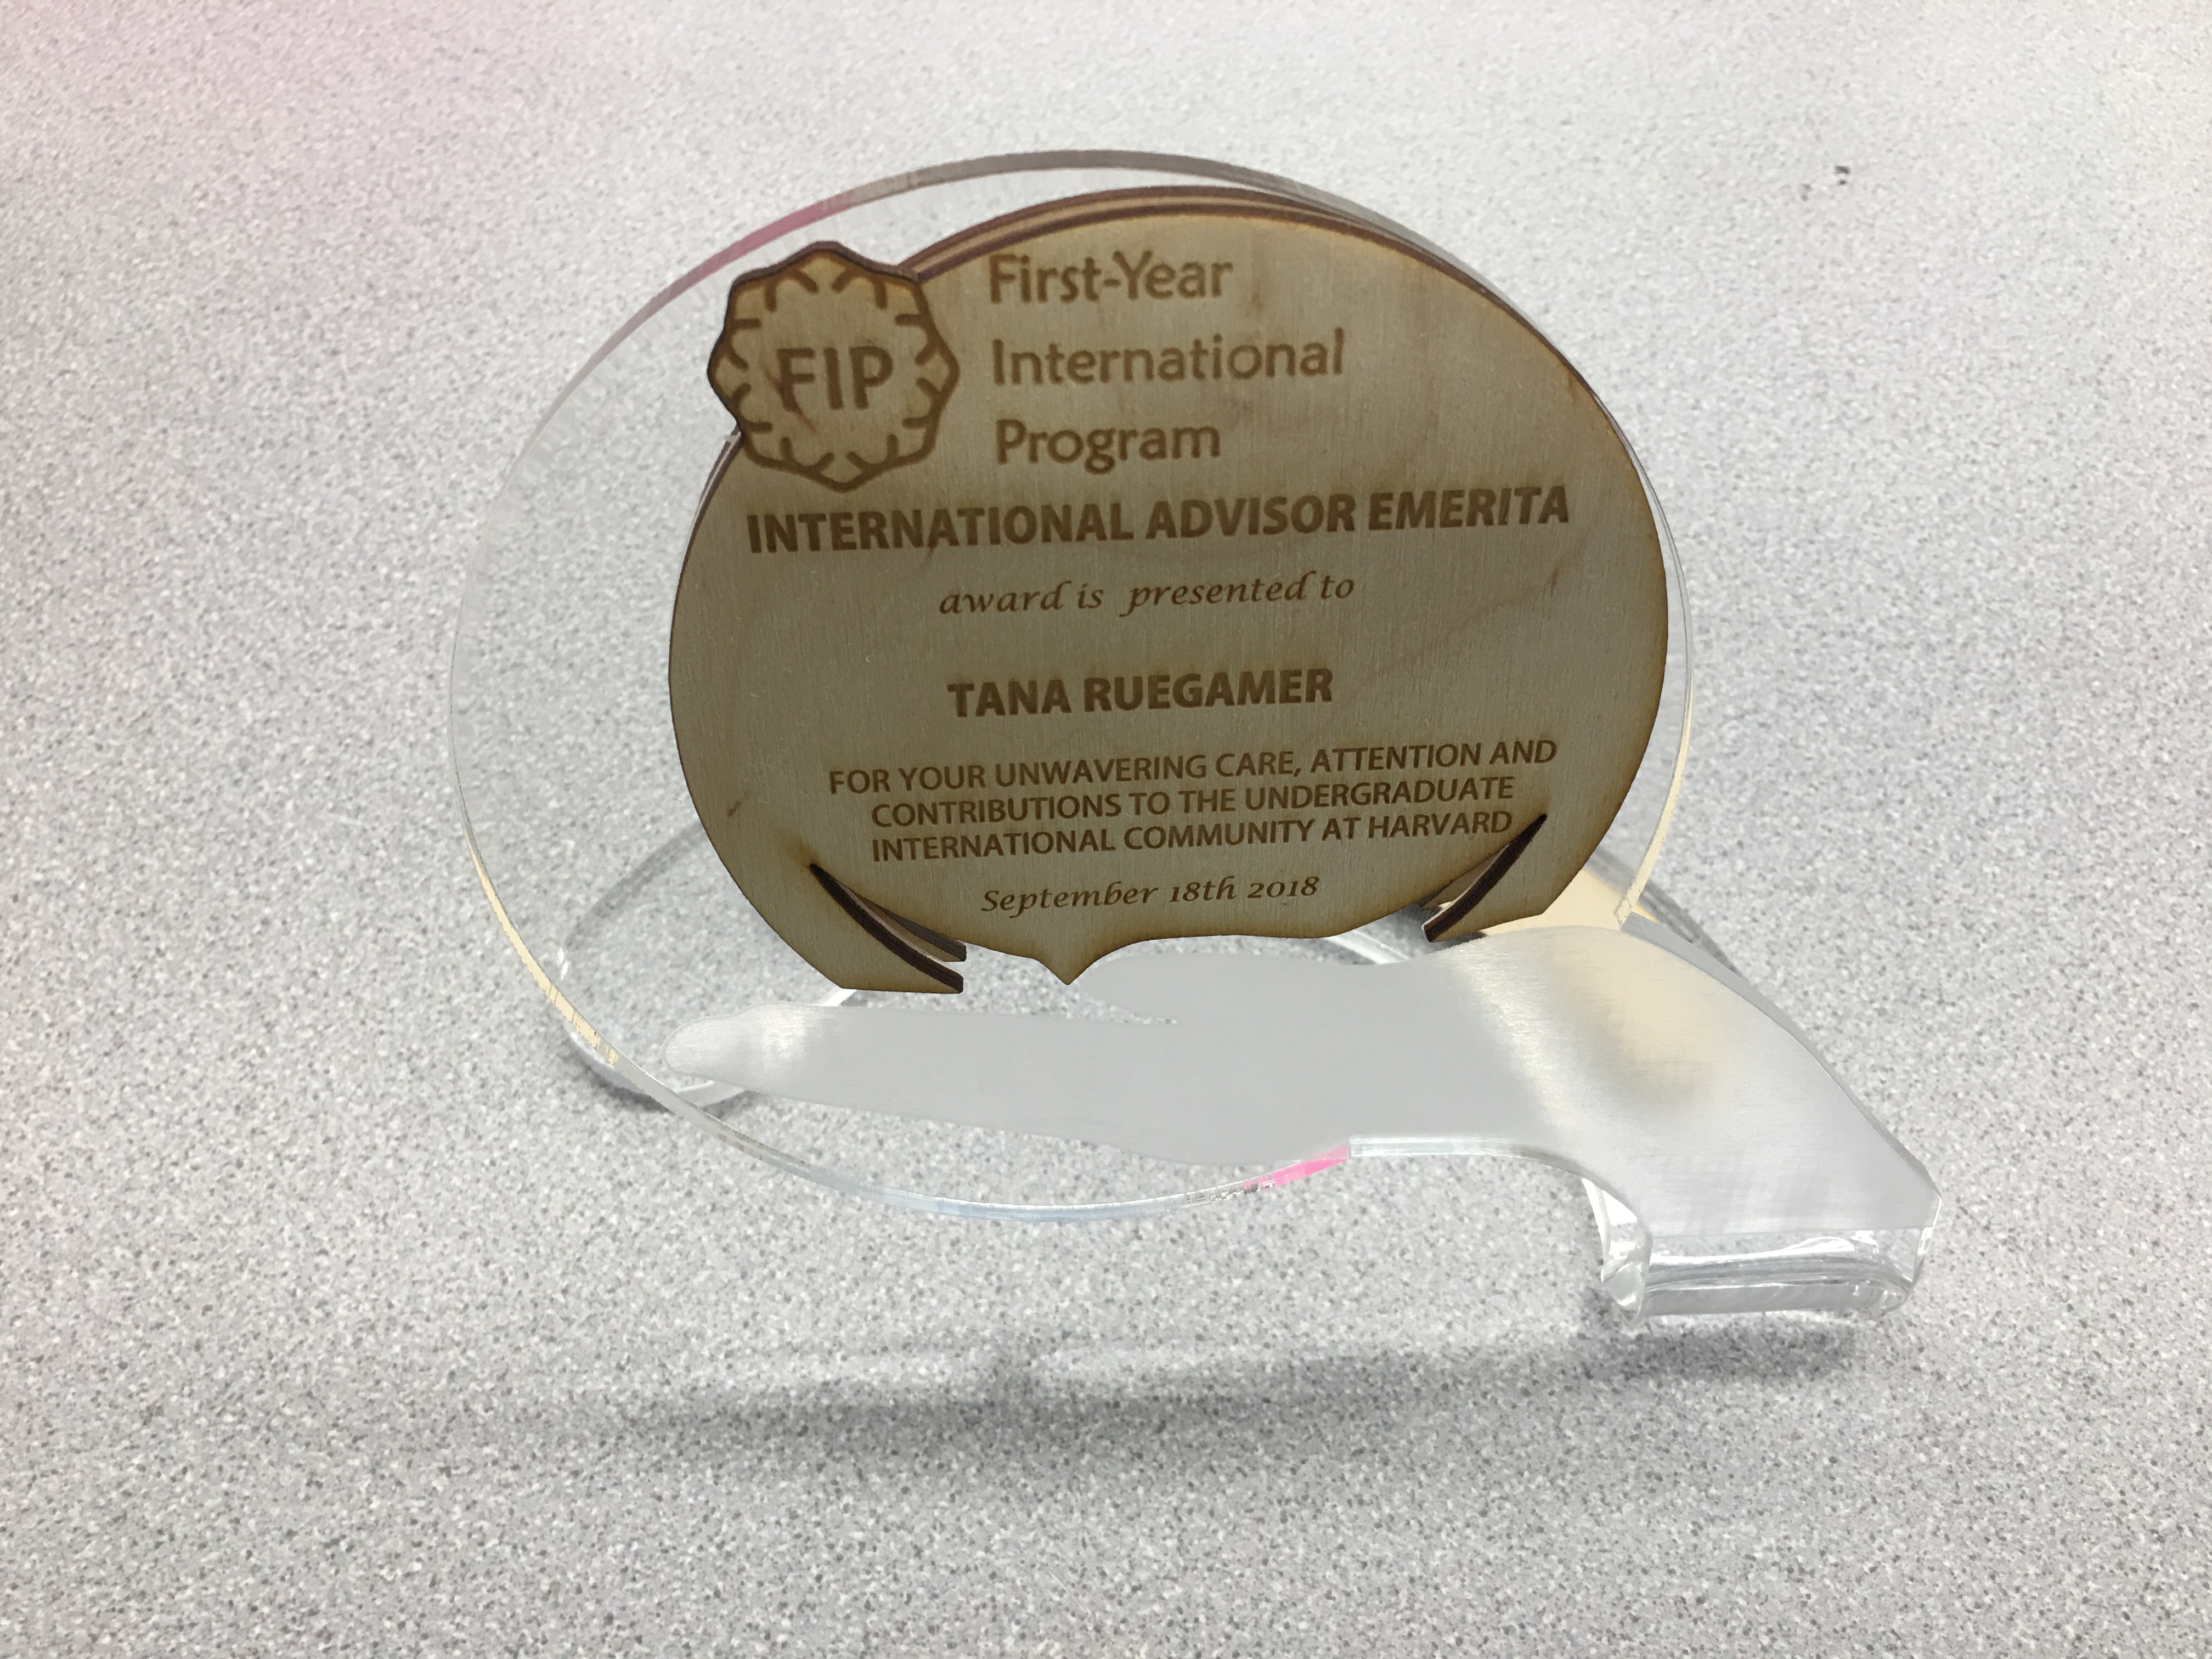 FIP
First-Year
International
Program
INTERNATIONAL ADVISOR EMERITA
award is presented to
TANA RUEGAMER
FOR YOUR UNWAVERING CARE, ATTENTION AND
CONTRIBUTIONS TO THE UNDERGRADUATE
INTERNATIONAL COMMUNITY AT HARVARD
September 18th 2018